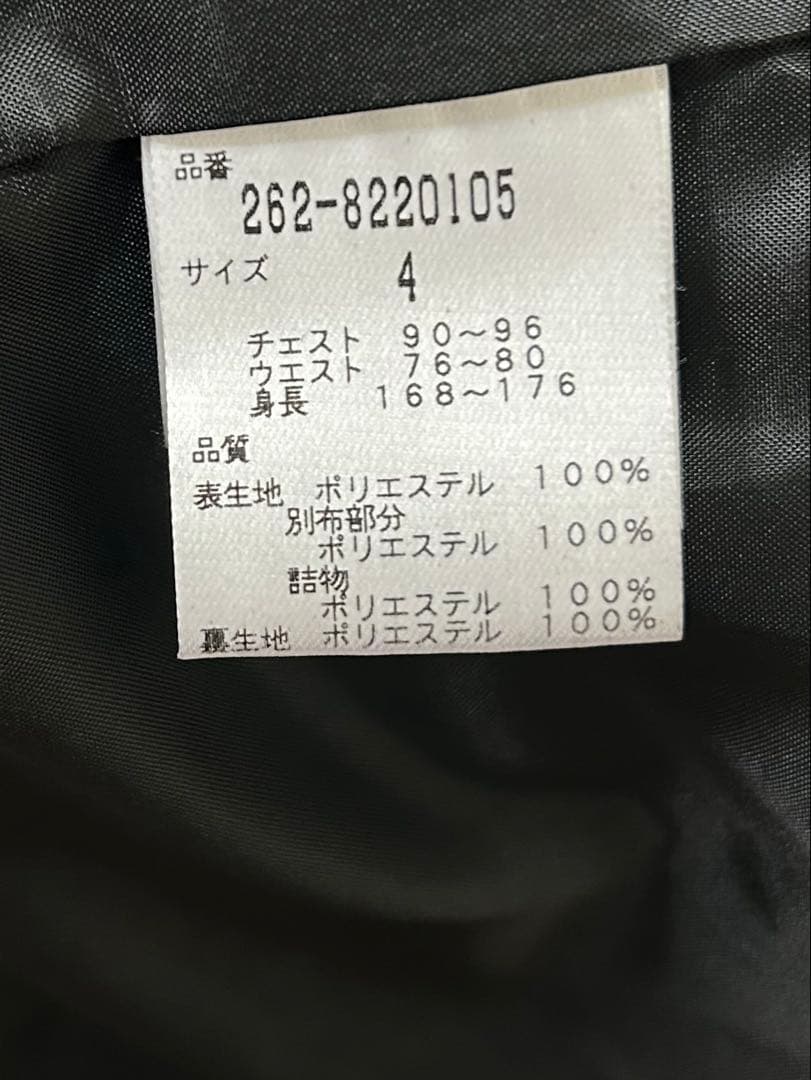 品番
262-8220105
サイズ 4
チェスト 90～96
ウエスト 76～80
身長 168～176
品質
表生地 ポリエステル 100%
別布部分
ポリエステル 100%
詰物
ポリエステル 100%
裏生地 ポリエステル 100%